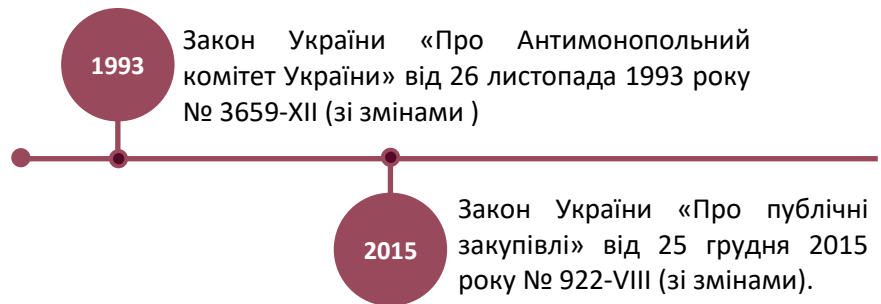 1993
Закон України «Про Антимонопольний
комітет України» від 26 листопада 1993 року
№ 3659-XII (зі змінами )
2015
Закон України «Про публічні
закупівлі» від 25 грудня 2015
року № 922-VIII (зі змінами).